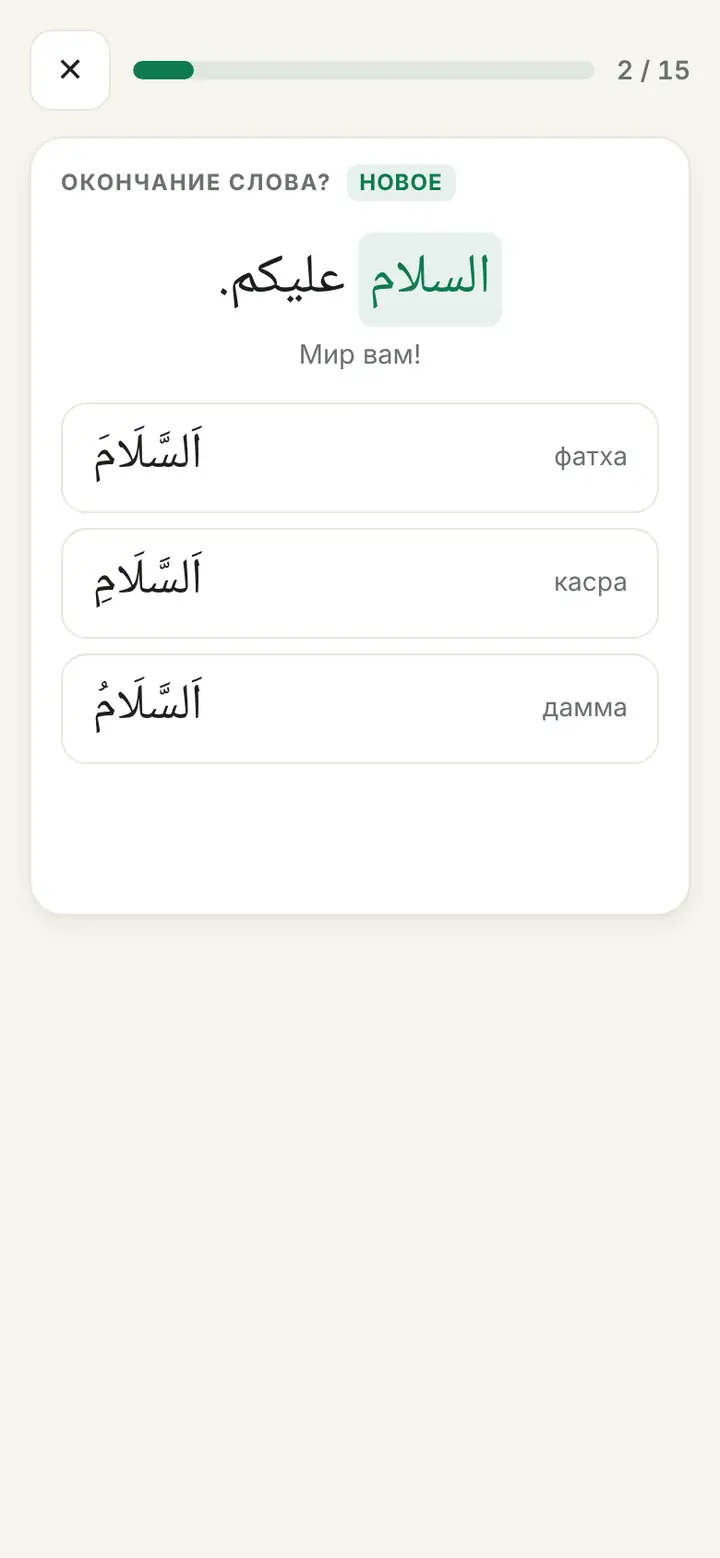 ✕ 2 / 15
ОКОНЧАНИЕ СЛОВА? НОВОЕ
السلام عليكم.
Мир вам!
اَلسَّلَامَ фатха
اَلسَّلَامِ касра
اَلسَّلَامُ дамма